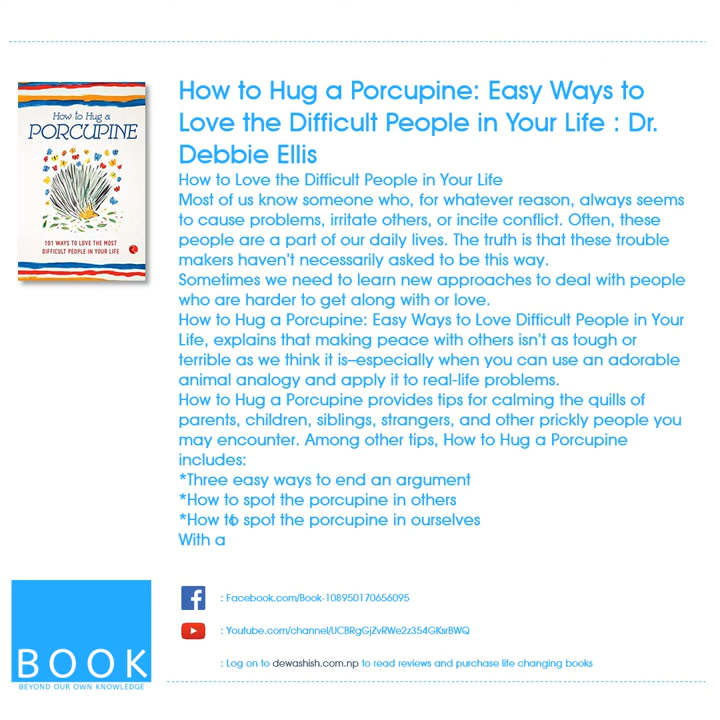 How to Hug a
PORCUPINE
101 WAYS TO LOVE THE MOST
DIFFICULT PEOPLE IN YOUR LIFE
How to Hug a Porcupine: Easy Ways to
Love the Difficult People in Your Life : Dr.
Debbie Ellis
How to Love the Difficult People in Your Life
Most of us know someone who, for whatever reason, always seems
to cause problems, irritate others, or incite conflict. Often, these
people are a part of our daily lives. The truth is that these trouble
makers haven't necessarily asked to be this way.
Sometimes we need to learn new approaches to deal with people
who are harder to get along with or love.
How to Hug a Porcupine: Easy Ways to Love Difficult People in Your
Life, explains that making peace with others isn't as tough or
terrible as we think it is–especially when you can use an adorable
animal analogy and apply it to real-life problems.
How to Hug a Porcupine provides tips for calming the quills of
parents, children, siblings, strangers, and other prickly people you
may encounter. Among other tips, How to Hug a Porcupine
includes:
*Three easy ways to end an argument
*How to spot the porcupine in others
*How to spot the porcupine in ourselves
With a
: Facebook.com/Book-108950170656095
: Youtube.com/channel/UCBRgGjZvRWe2z354GKsrBWQ
: Log on to dewashish.com.np to read reviews and purchase life changing books
BOOK
BEYOND OUR OWN KNOWLEDGE